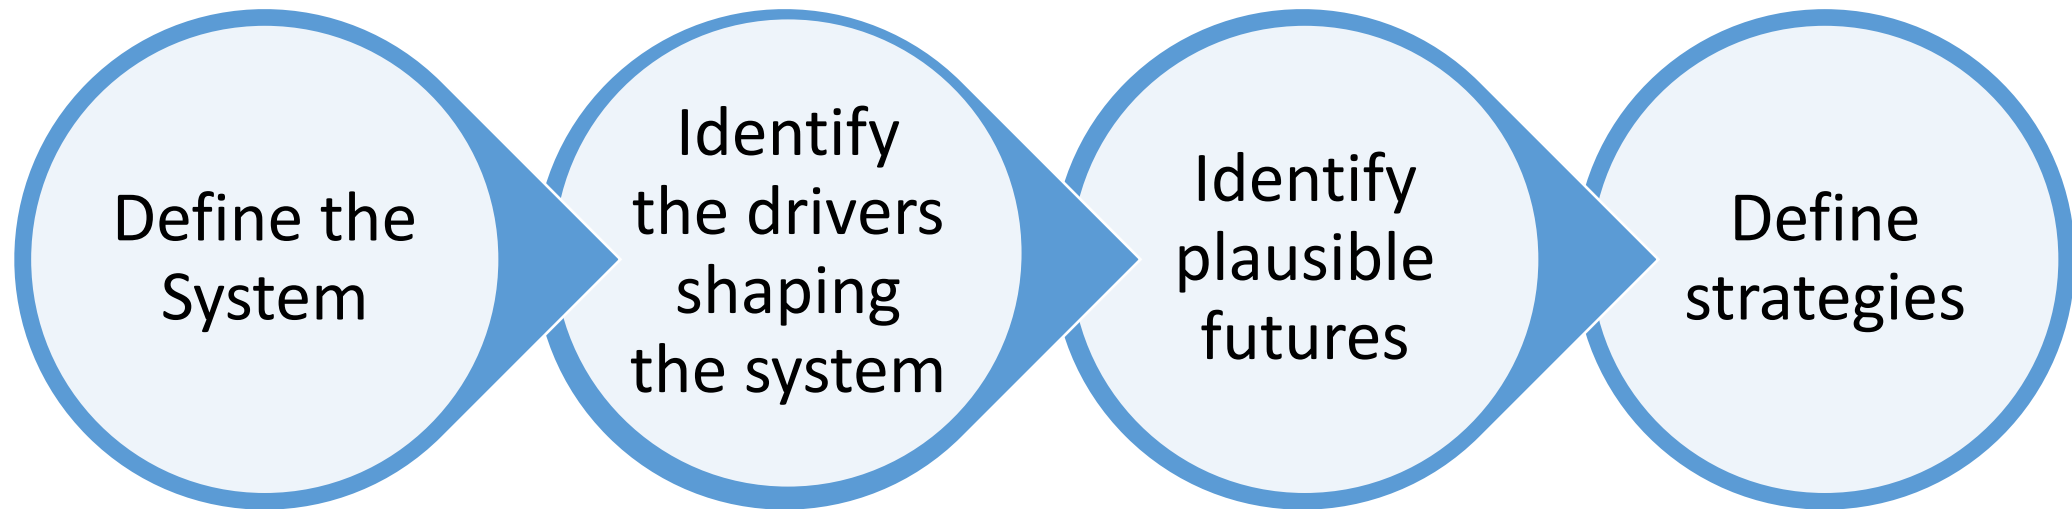 Define the
System
Identify
the drivers
shaping
the system
Identify
plausible
futures
Define
strategies